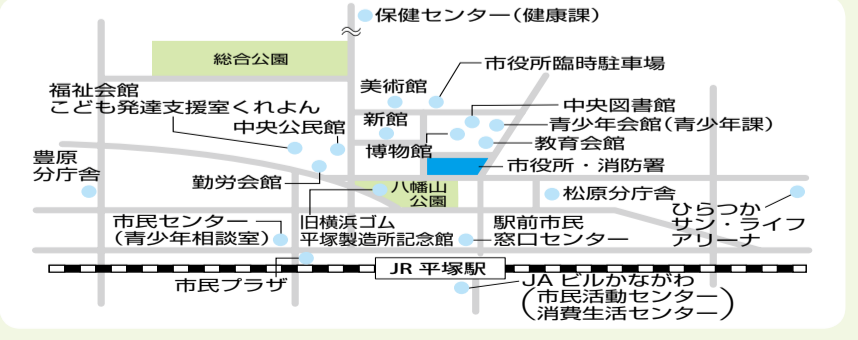 保健センター(健康課)
総合公園
市役所臨時駐車場
福祉会館
こども発達支援室くれよん
美術館
中央図書館
中央公民館
新館
青少年会館(青少年課)
博物館
教育会館
豊原
分庁舎
勤労会館
市役所・消防署
八幡山
公園
松原分庁舎
ひらつか
サン・ライフ
アリーナ
市民センター
(青少年相談室)
旧横浜ゴム
平塚製造所記念館
駅前市民
窓口センター
市民プラザ
JR 平塚駅
JA ビルかながわ
(市民活動センター
消費生活センター)